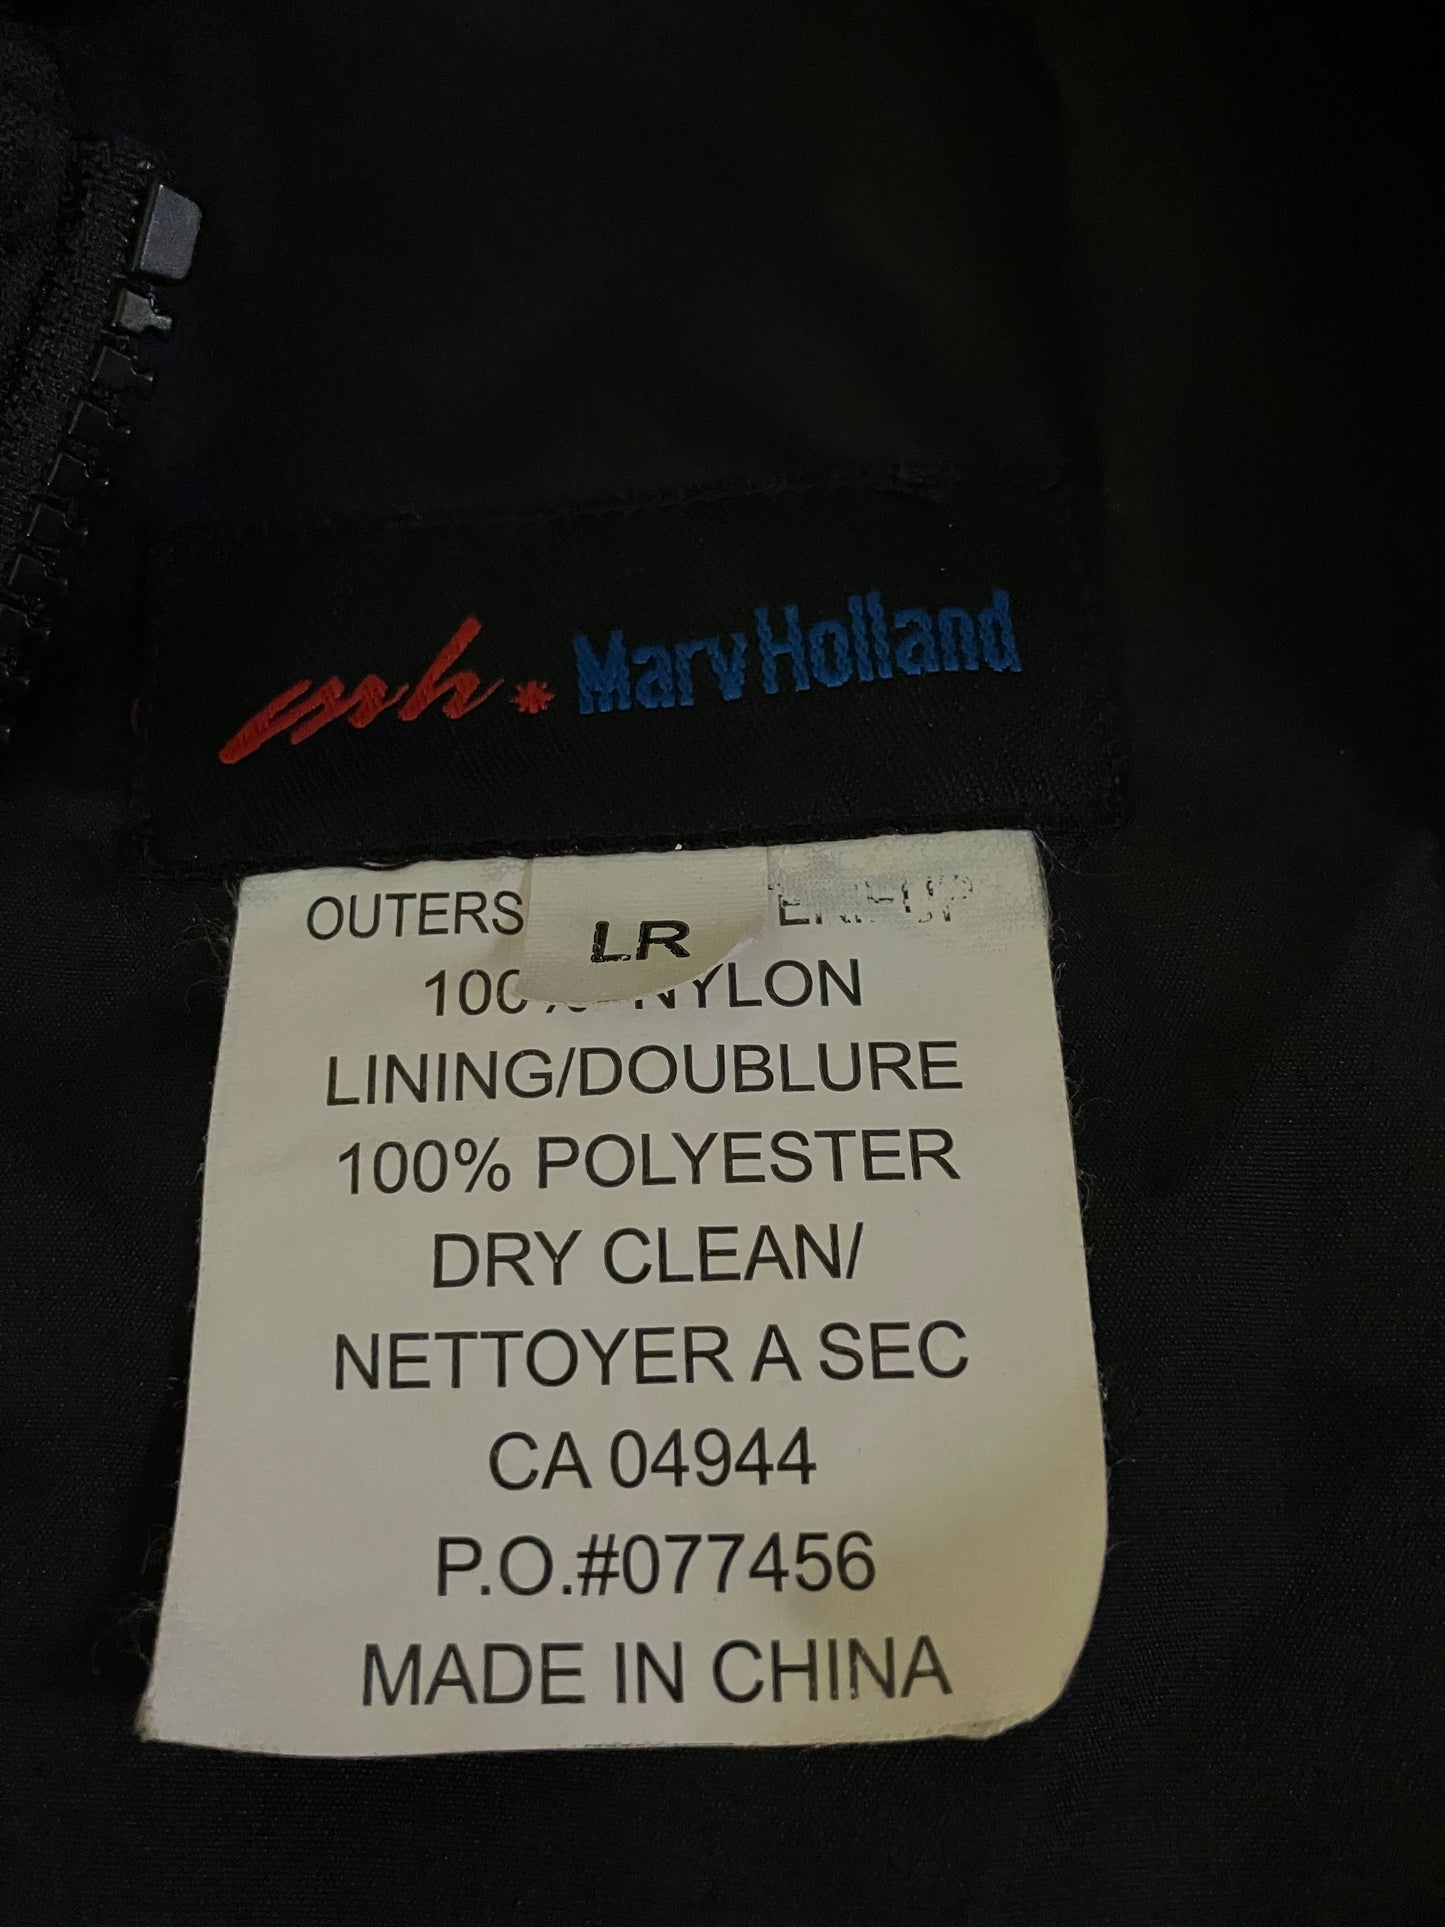 mh. Marv Holland
LR
OUTERS
100% NYLON
LINING/DOUBLURE
100% POLYESTER
DRY CLEAN/
NETTOYER A SEC
CA 04944
P.O.#077456
MADE IN CHINA